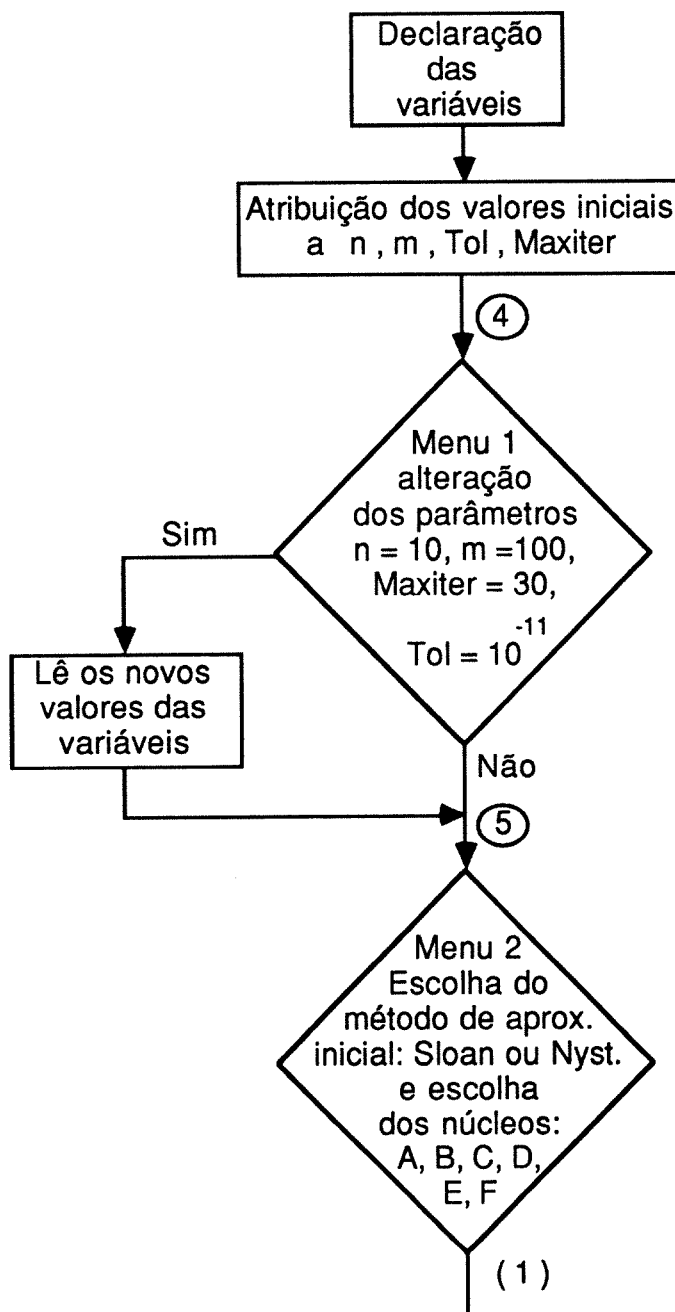 Declaração
das
variáveis
Atribuição dos valores iniciais
a n , m , Tol , Maxiter
4
Menu 1
alteração
dos parâmetros
n = 10, m =100,
Maxiter = 30,
Tol = 10^-11
Sim
Lê os novos
valores das
variáveis
Não
5
Menu 2
Escolha do
método de aprox.
inicial: Sloan ou Nyst.
e escolha
dos núcleos:
A, B, C, D,
E, F
( 1 )